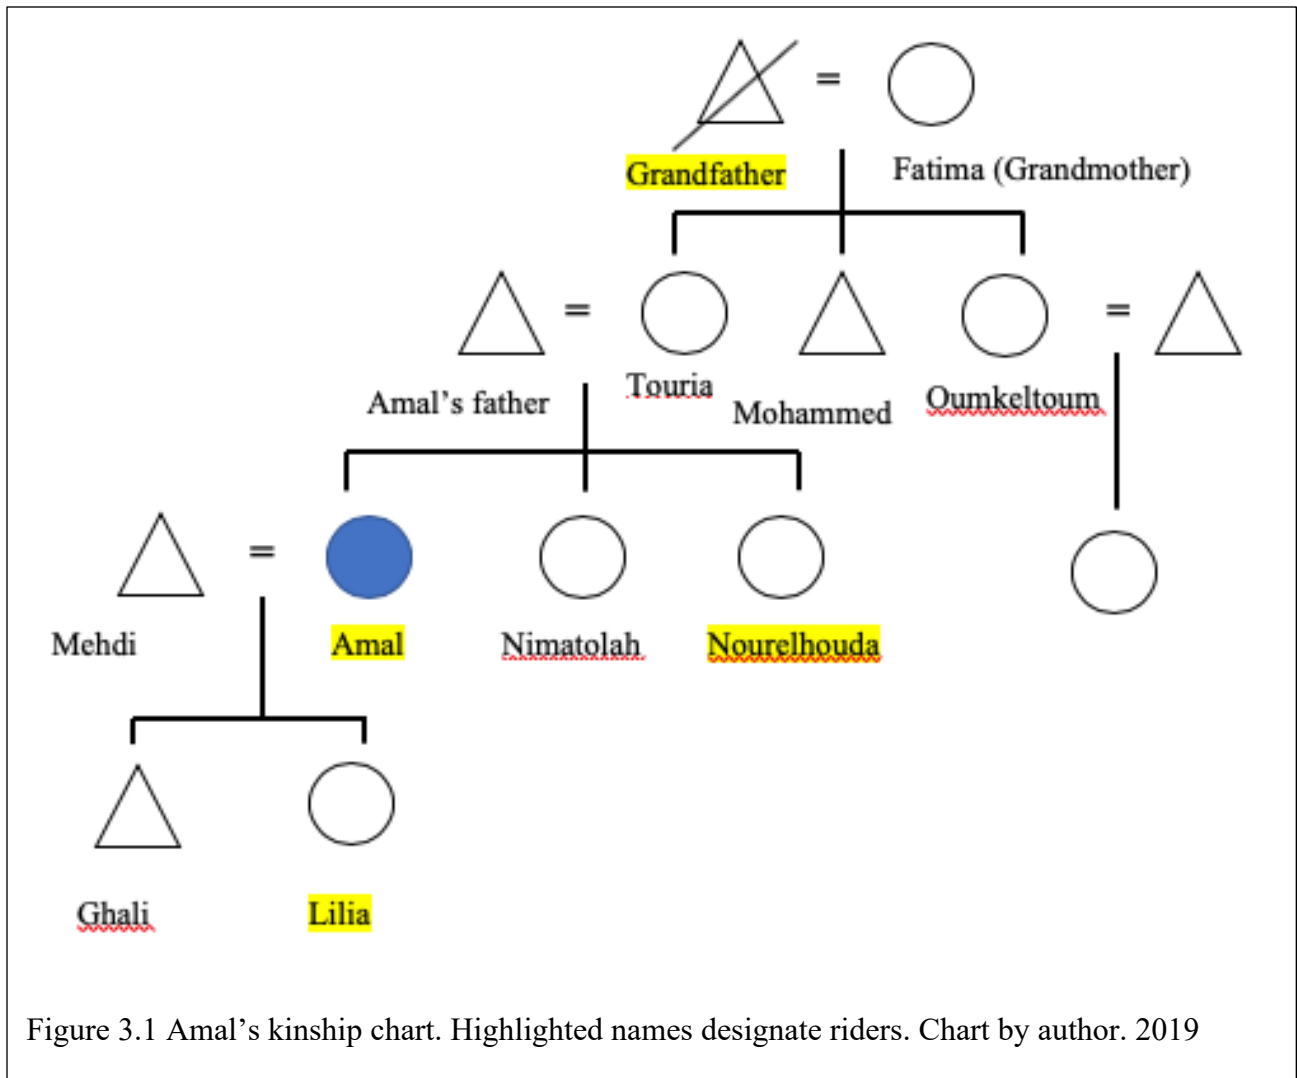 =
Grandfather
Fatima (Grandmother)
= =
Amal's father
Touria
Mohammed
Oumkeltoum
=
Mehdi
Amal
Nimatolah
Nourelhouda
Ghali
Lilia
Figure 3.1 Amal's kinship chart. Highlighted names designate riders. Chart by author. 2019